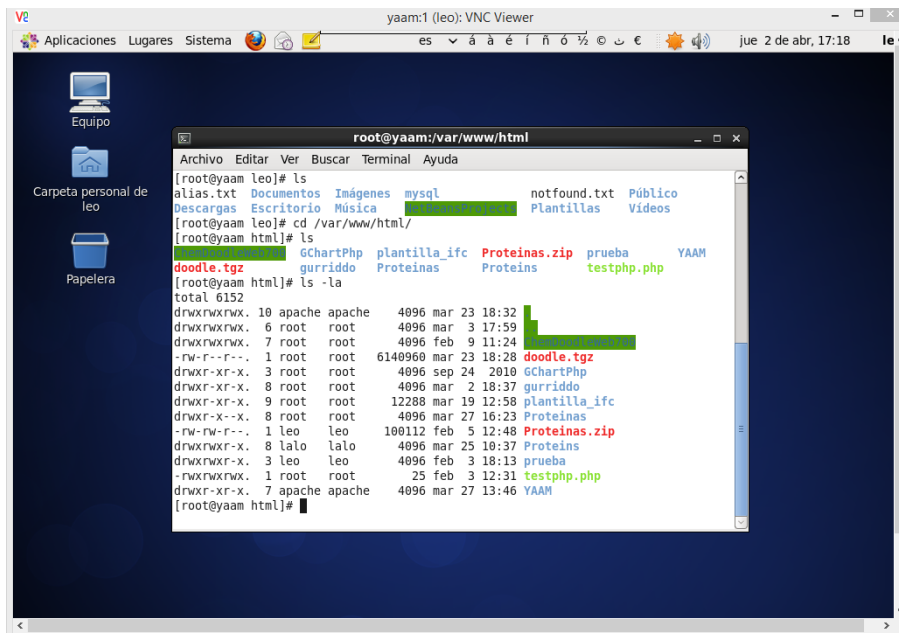 yaam:1 (leo): VNC Viewer
Aplicaciones Lugares Sistema es á à é í ñ ó ½ © ن € jue 2 de abr, 17:18 le
Equipo
Carpeta personal de
leo
Papelera
root@yaam:/var/www/html
Archivo Editar Ver Buscar Terminal Ayuda
[root@yaam leo]# ls
alias.txt Documentos Imágenes mysql notfound.txt Público
Descargas Escritorio Música NetBeansProjects Plantillas Vídeos
[root@yaam leo]# cd /var/www/html/
[root@yaam html]# ls
ChemDoodleWeb700 GChartPhp plantilla_ifc Proteinas.zip prueba YAAM
doodle.tgz gurriddo Proteinas Proteins testphp.php
[root@yaam html]# ls -la
total 6152
drwxrwxrwx. 10 apache apache 4096 mar 23 18:32 .
drwxrwxrwx. 6 root root 4096 mar 3 17:59 ..
drwxrwxrwx. 7 root root 4096 feb 9 11:24 ChemDoodleWeb700
-rw-r--r--. 1 root root 6140960 mar 23 18:28 doodle.tgz
drwxr-xr-x. 3 root root 4096 sep 24 2010 GChartPhp
drwxr-xr-x. 8 root root 4096 mar 2 18:37 gurriddo
drwxr-xr-x. 9 root root 12288 mar 19 12:58 plantilla_ifc
drwxr-x--x. 8 root root 4096 mar 27 16:23 Proteinas
-rw-rw-r--. 1 leo leo 100112 feb 5 12:48 Proteinas.zip
drwxrwxr-x. 8 lalo lalo 4096 mar 25 10:37 Proteins
drwxrwxr-x. 3 leo leo 4096 feb 3 18:13 prueba
-rwxrwxrwx. 1 root root 25 feb 3 12:31 testphp.php
drwxr-xr-x. 7 apache apache 4096 mar 27 13:46 YAAM
[root@yaam html]#